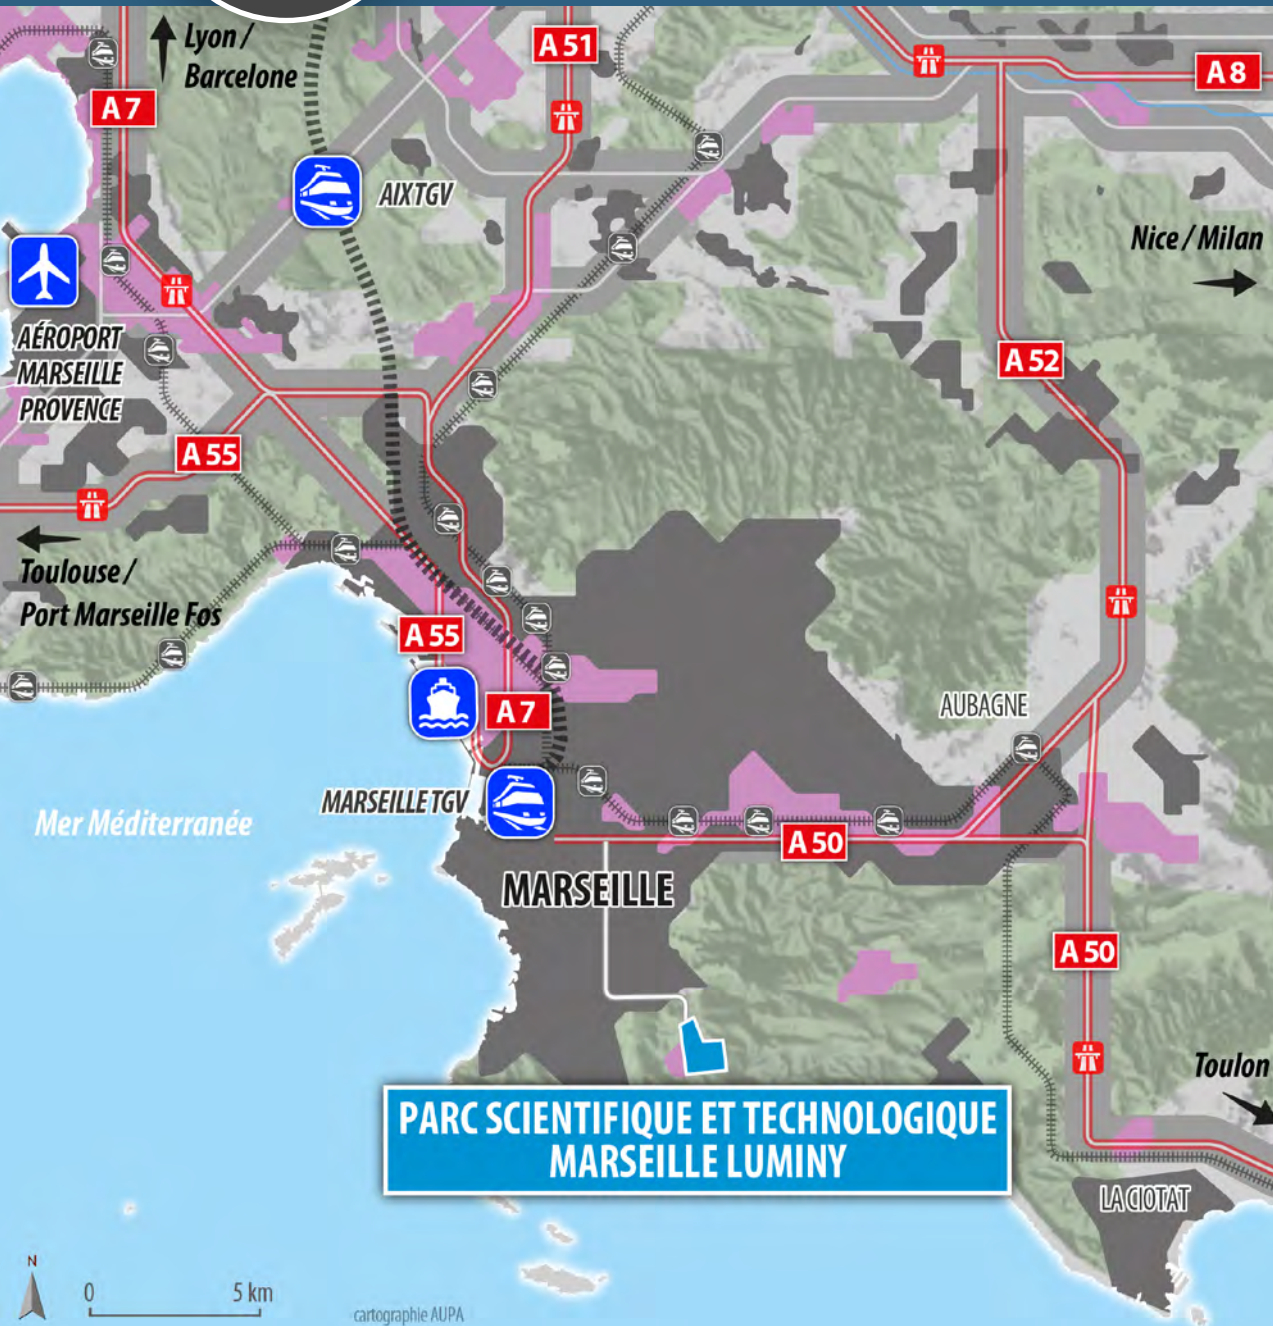 Lyon /
Barcelone
A 51
A 8
A 7
AIX TGV
Nice / Milan
AÉROPORT
MARSEILLE
PROVENCE
A 52
A 55
Toulouse /
Port Marseille Fos
A 55
A 7
AUBAGNE
MARSEILLE TGV
Mer Méditerranée
A 50
MARSEILLE
A 50
Toulon
PARC SCIENTIFIQUE ET TECHNOLOGIQUE
MARSEILLE LUMINY
LA CIOTAT
N
0 5 km
cartographie AUPA